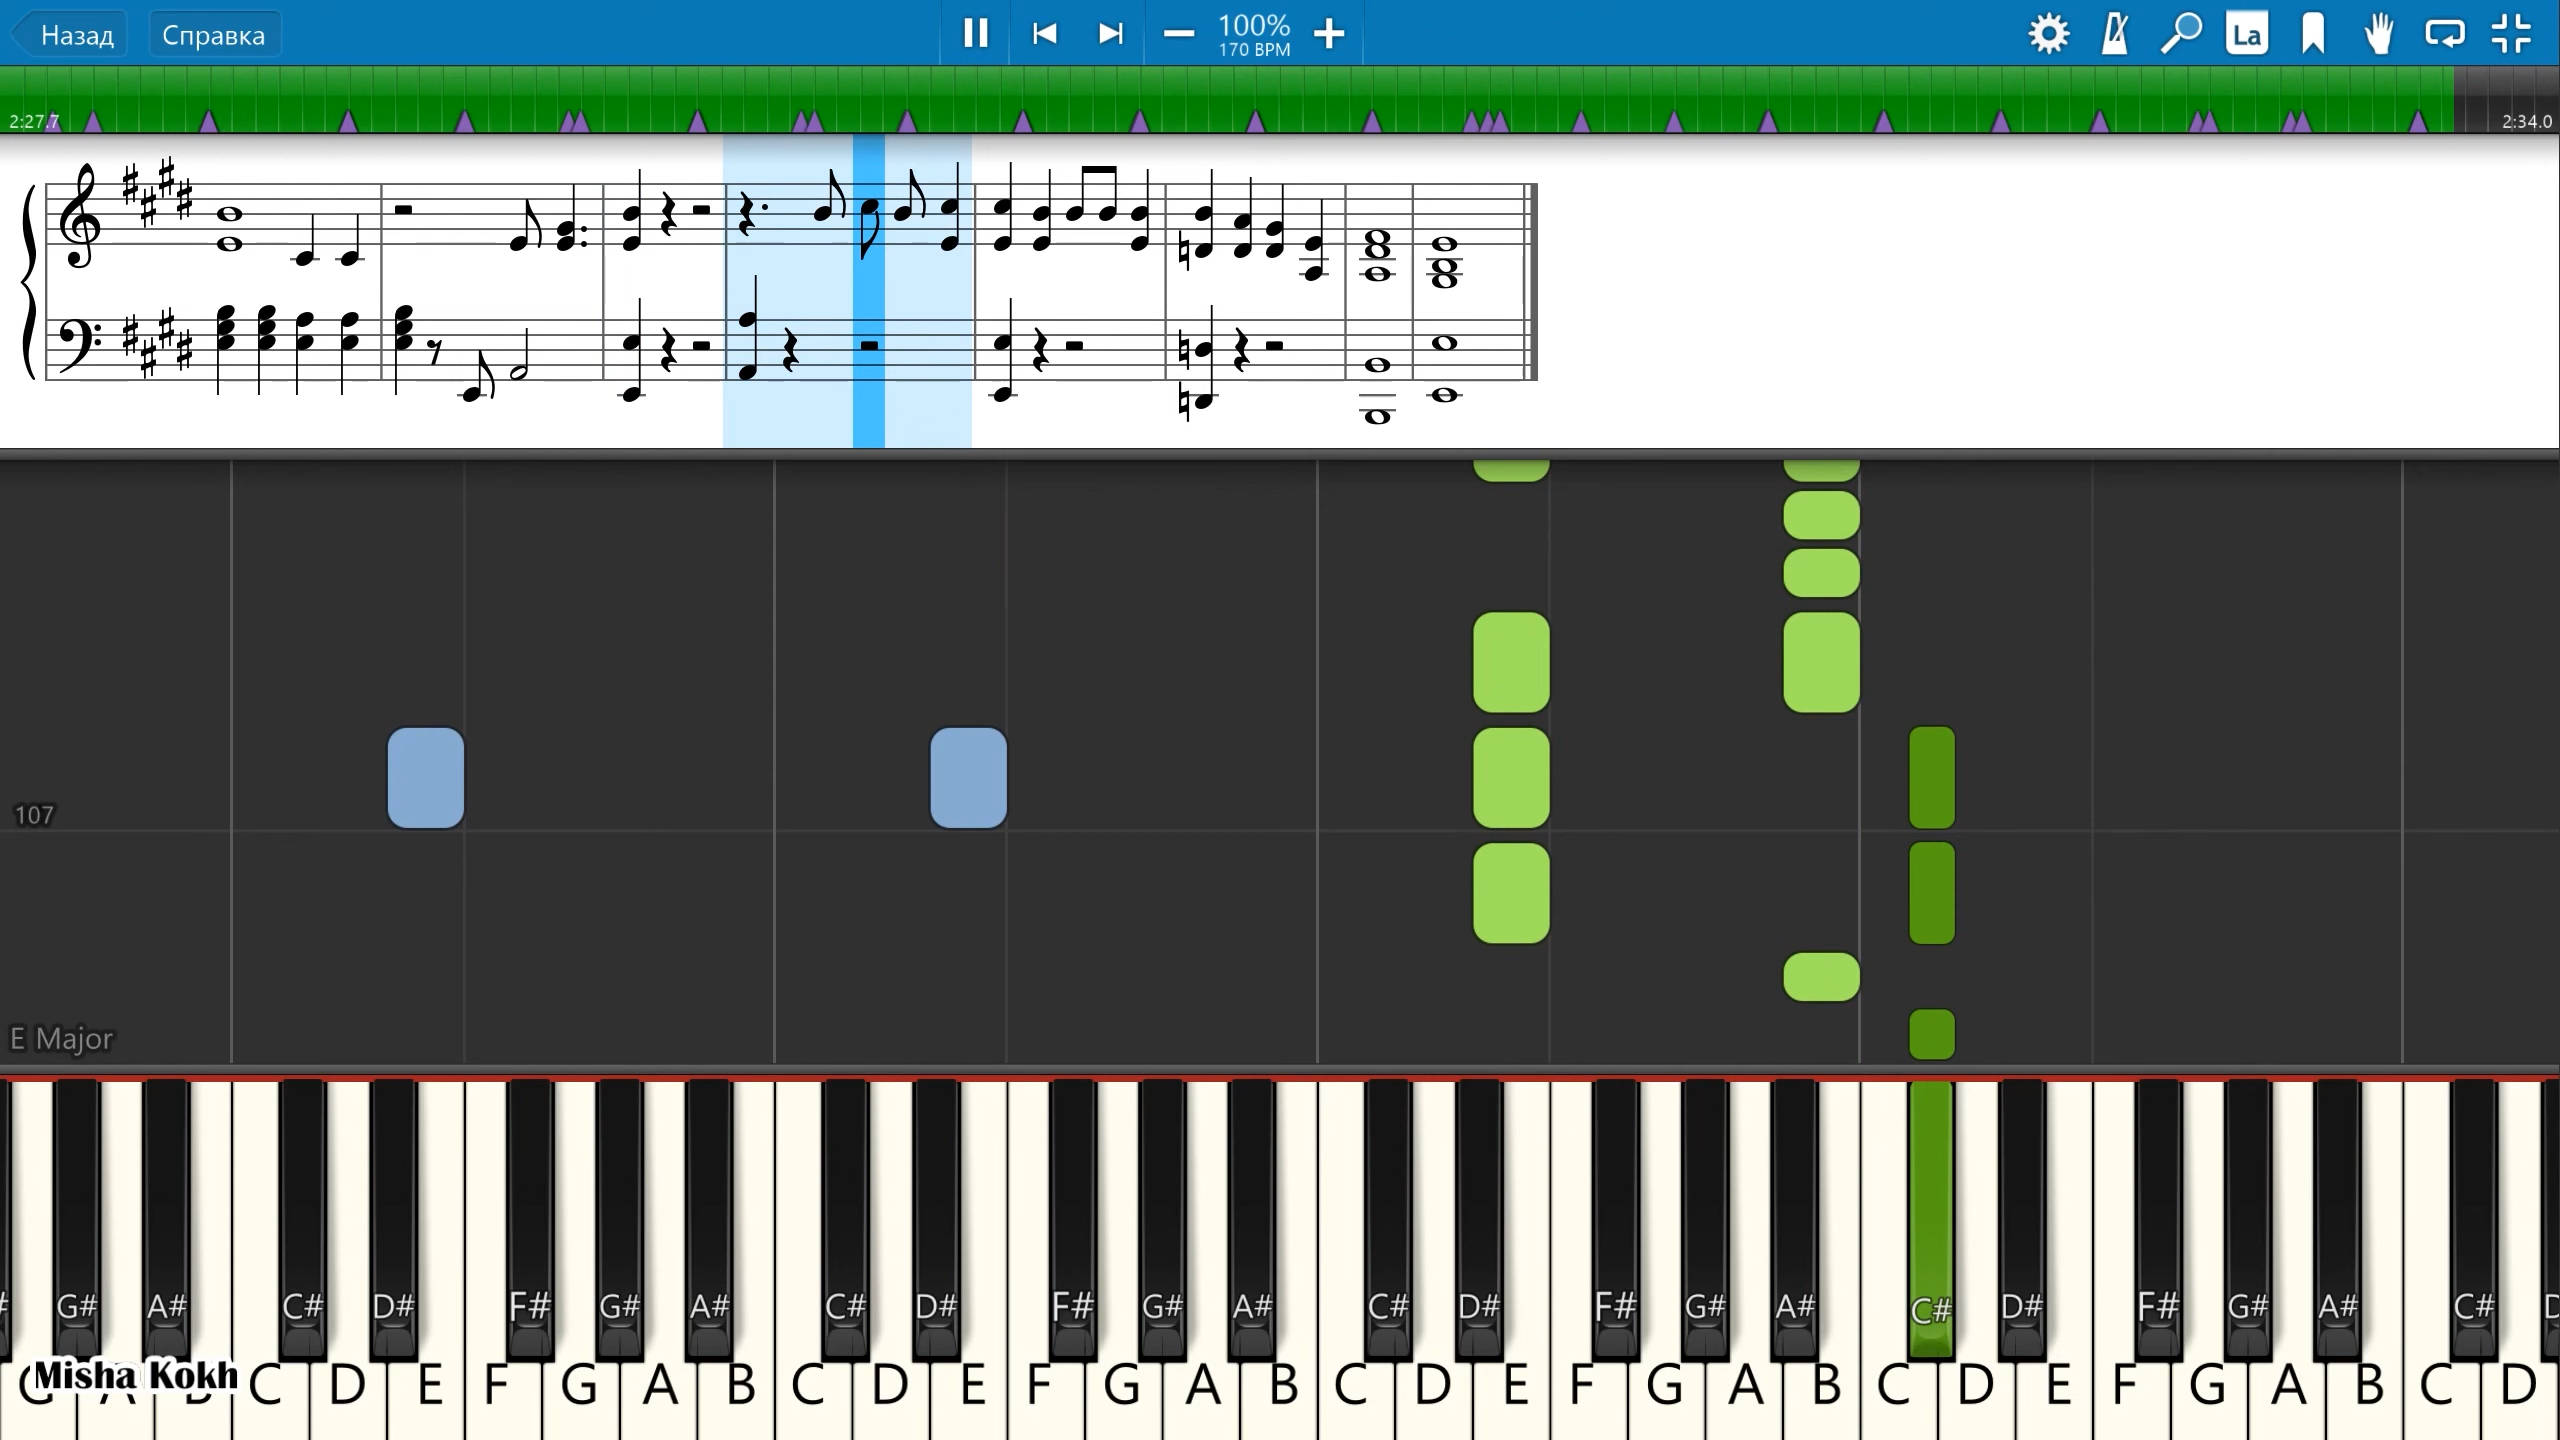 Назад Справка 100% La
170 BPM
2:27.7 2:34.0
107
E Major
# G# A# C# D# F# G# A# C# D# F# G# A# C# D# F# G# A# C# D# F# G# A# C# D
Misha Kokh
G A B C D E F G A B C D E F G A B C D E F G A B C D E F G A B C D